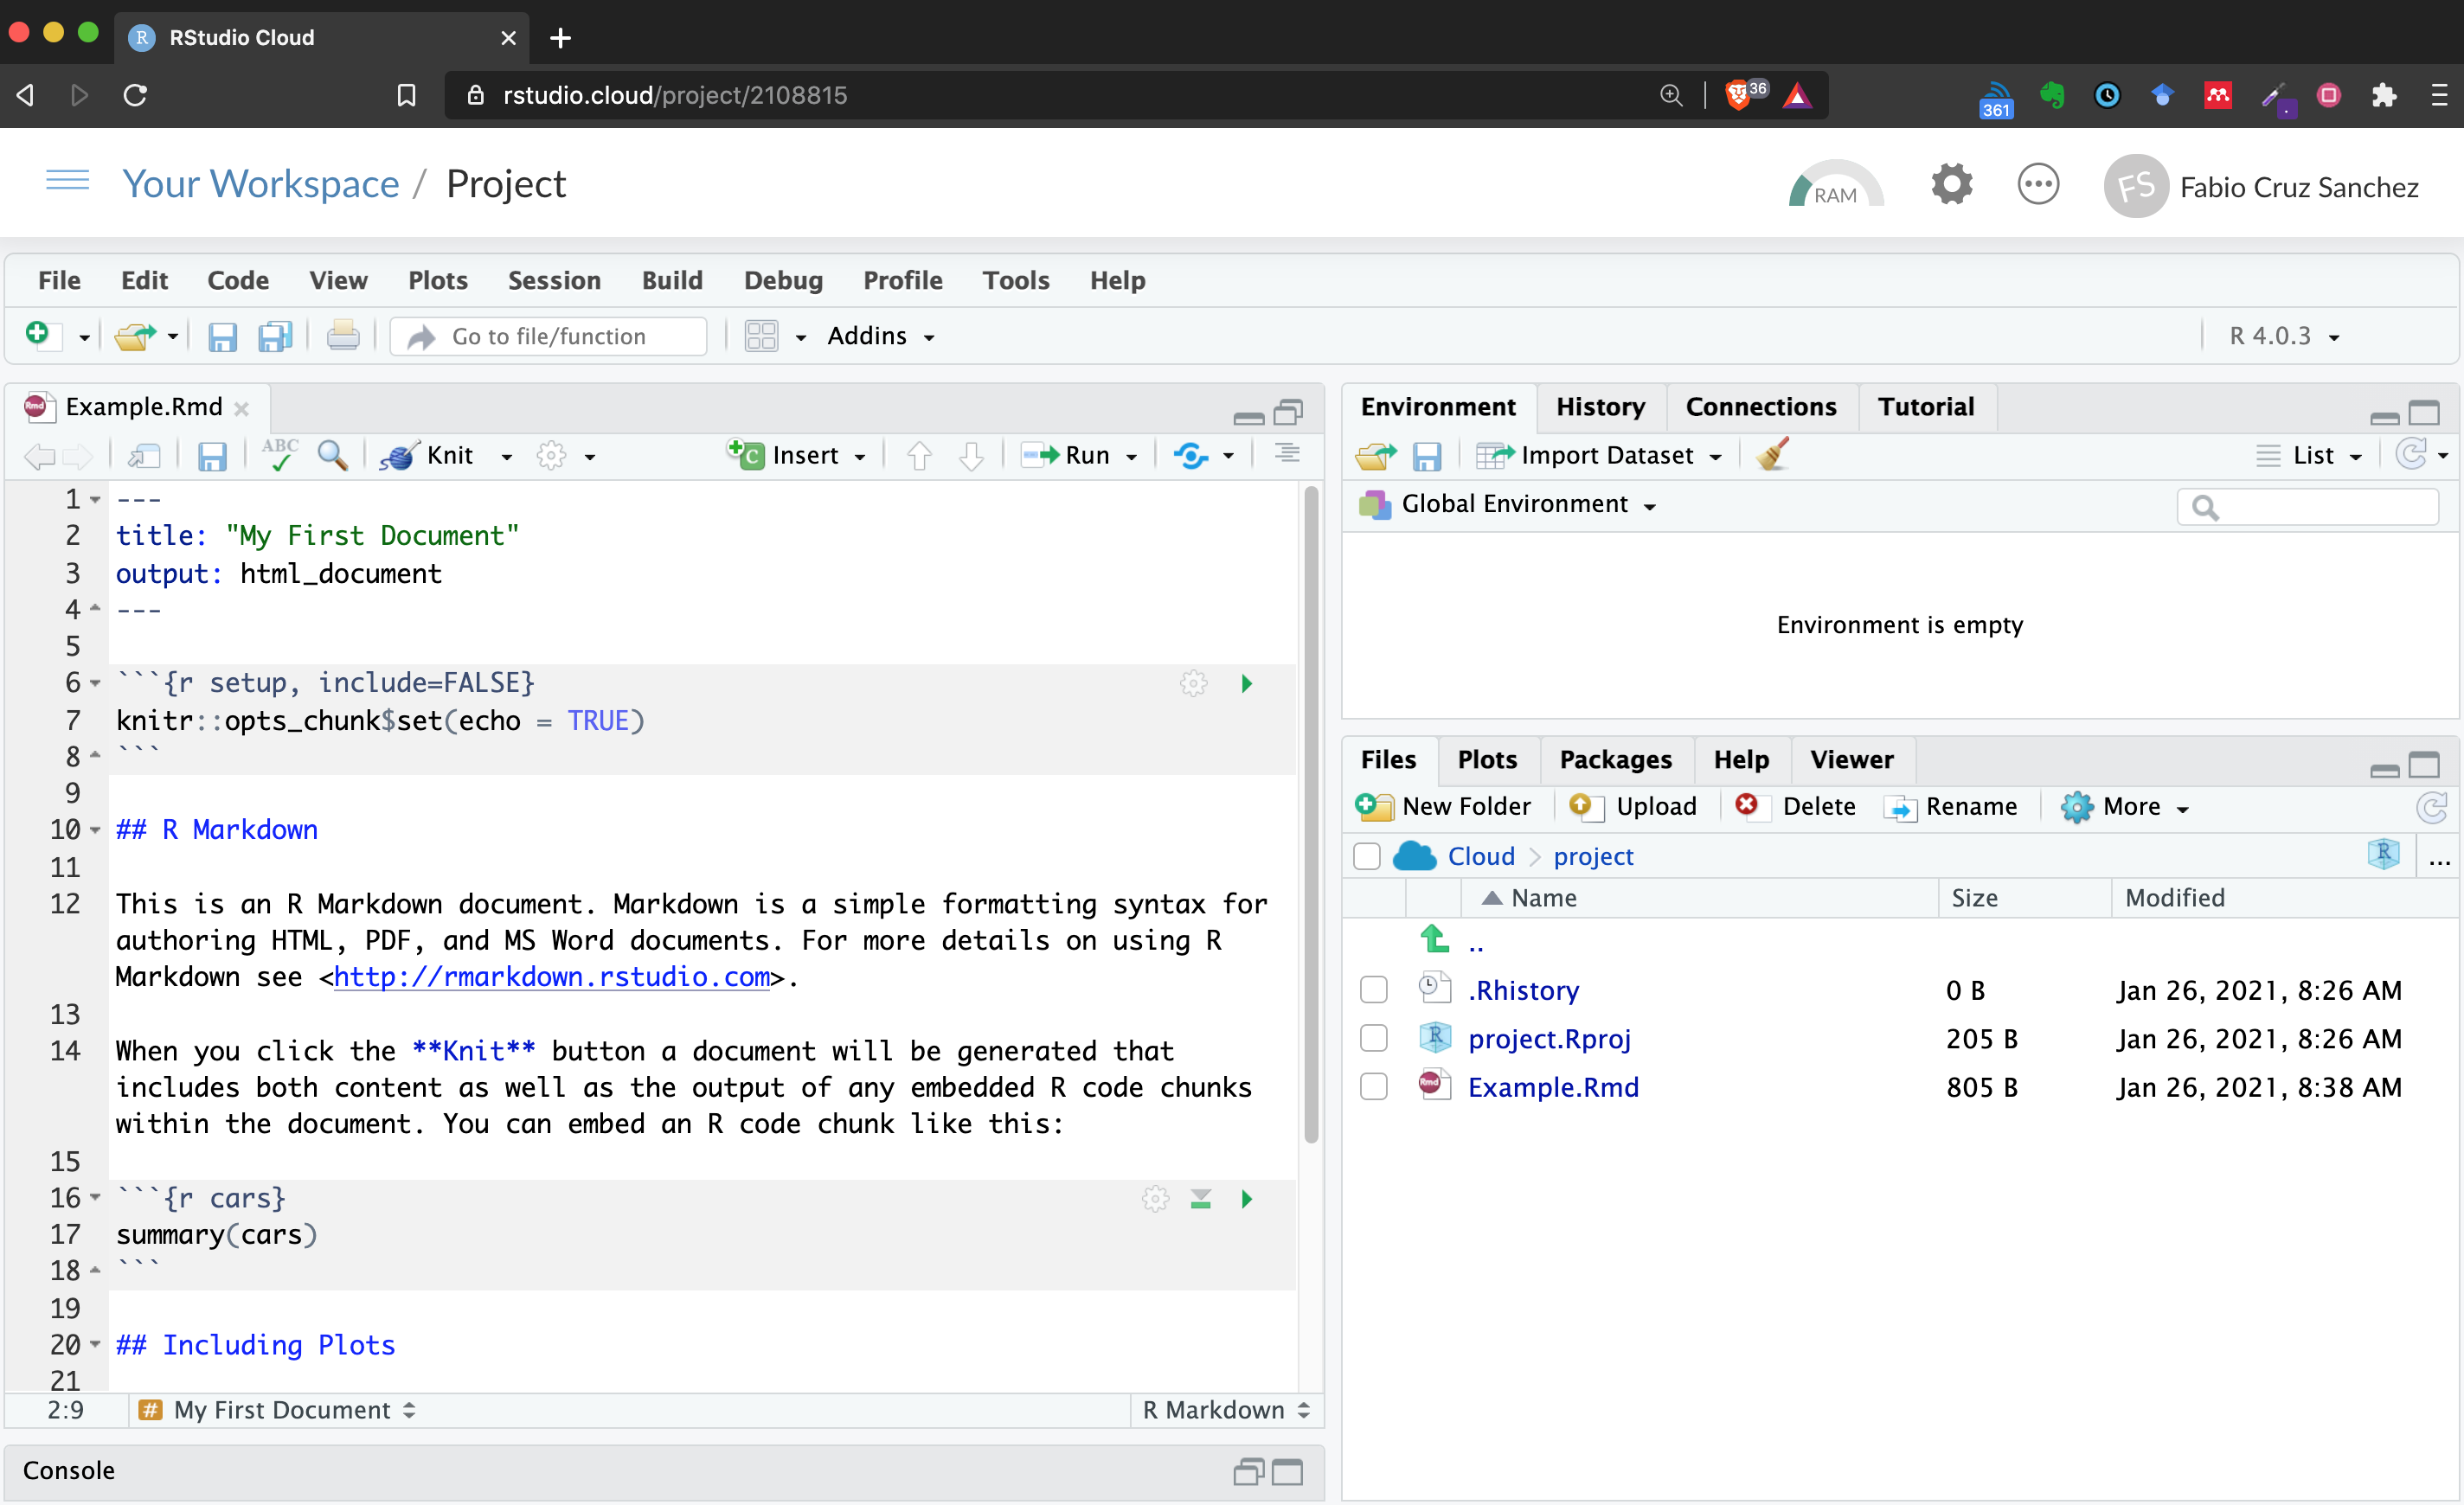 RStudio Cloud
rstudio.cloud/project/2108815
36
361
Your Workspace / Project
RAM
FS
Fabio Cruz Sanchez
File Edit Code View Plots Session Build Debug Profile Tools Help
Go to file/function
Addins
R 4.0.3
Example.Rmd
ABC
Knit
Insert
Run
1 ---
2 title: "My First Document"
3 output: html_document
4 ---
5
6 ```{r setup, include=FALSE}
7 knitr::opts_chunk$set(echo = TRUE)
8 ```
9
10 ## R Markdown
11
12 This is an R Markdown document. Markdown is a simple formatting syntax for
authoring HTML, PDF, and MS Word documents. For more details on using R
Markdown see <http://rmarkdown.rstudio.com>.
13
14 When you click the **Knit** button a document will be generated that
includes both content as well as the output of any embedded R code chunks
within the document. You can embed an R code chunk like this:
15
16 ```{r cars}
17 summary(cars)
18 ```
19
20 ## Including Plots
21
2:9
# My First Document
R Markdown
Console
Environment History Connections Tutorial
Import Dataset
List
Global Environment
Environment is empty
Files Plots Packages Help Viewer
New Folder Upload Delete Rename More
Cloud project
R
...
Name Size Modified
..
.Rhistory 0 B Jan 26, 2021, 8:26 AM
project.Rproj 205 B Jan 26, 2021, 8:26 AM
Example.Rmd 805 B Jan 26, 2021, 8:38 AM